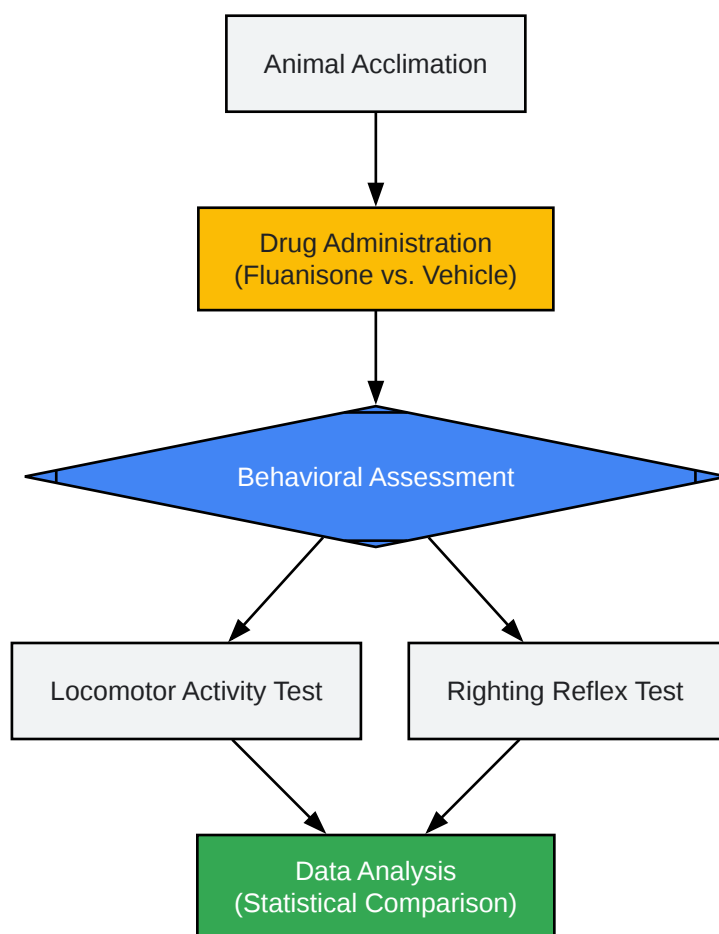 Animal Acclimation
Drug Administration
(Fluanisone vs. Vehicle)
Behavioral Assessment
Locomotor Activity Test
Righting Reflex Test
Data Analysis
(Statistical Comparison)